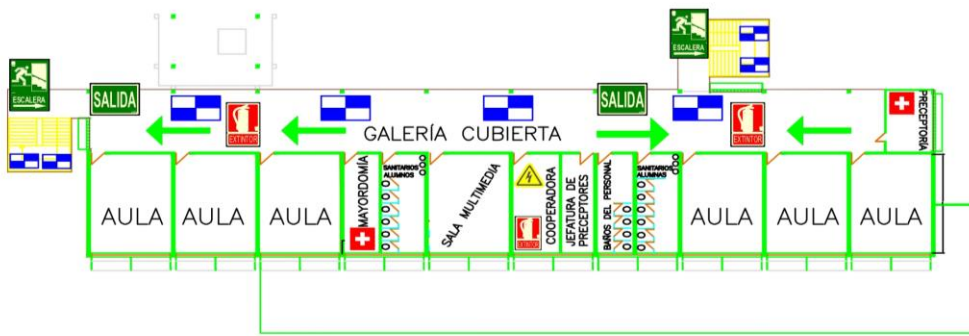 ESCALERA
ESCALERA
SALIDA
SALIDA
EXTINTOR
EXTINTOR
PRECEPTORÍA
GALERÍA CUBIERTA
AULA
AULA
AULA
MAYORDOMÍA
SANITARIOS
ALUMNOS
SALA MULTIMEDIA
EXTINTOR
COOPERADORA
JEFATURA DE
PRECEPTORES
BAÑOS DEL PERSONAL
SANITARIOS
ALUMNAS
AULA
AULA
AULA